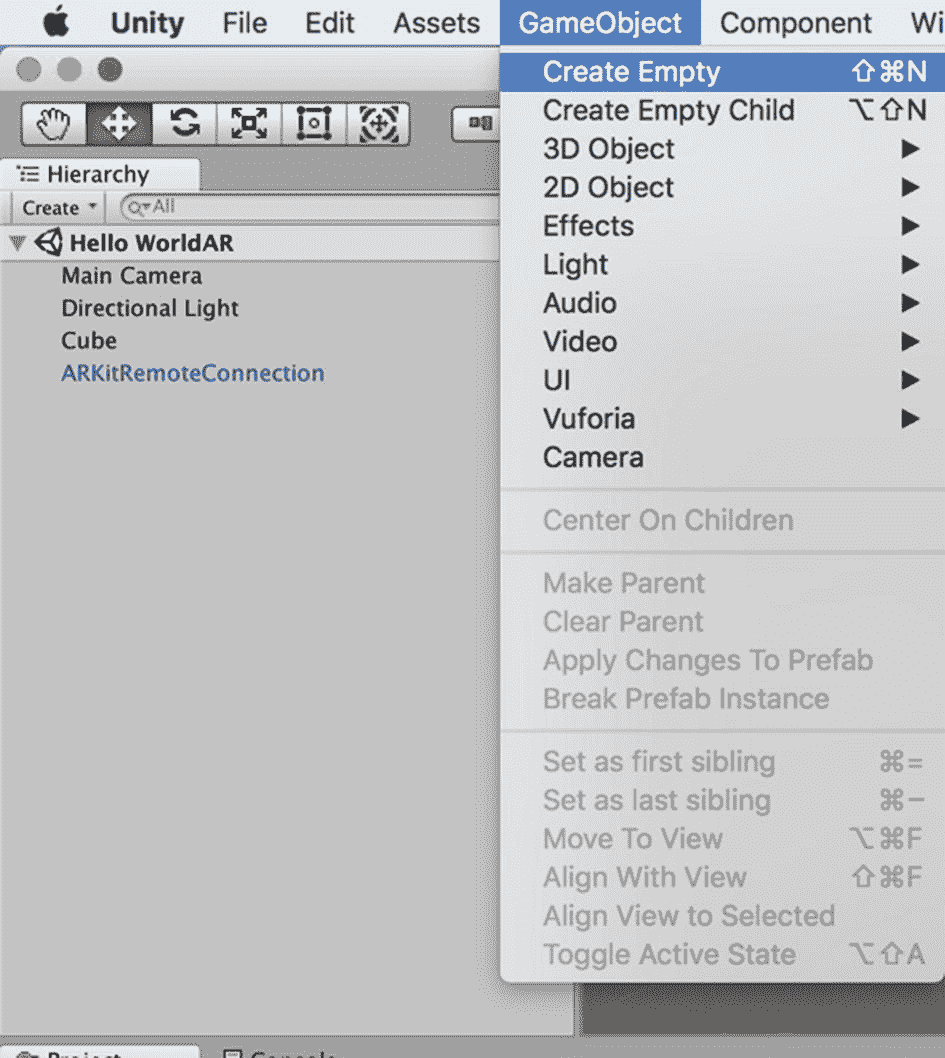 Unity File Edit Assets GameObject Component Wi
Create Empty ⇧⌘N
Create Empty Child ⌥⇧N
3D Object
2D Object
Effects
Light
Audio
Video
UI
Vuforia
Camera
Center On Children
Make Parent
Clear Parent
Apply Changes To Prefab
Break Prefab Instance
Set as first sibling ⌘=
Set as last sibling ⌘−
Move To View ⌥⌘F
Align With View ⇧⌘F
Align View to Selected
Toggle Active State ⌥⇧A
Hierarchy
Create All
Hello WorldAR
Main Camera
Directional Light
Cube
ARKitRemoteConnection
Project Console